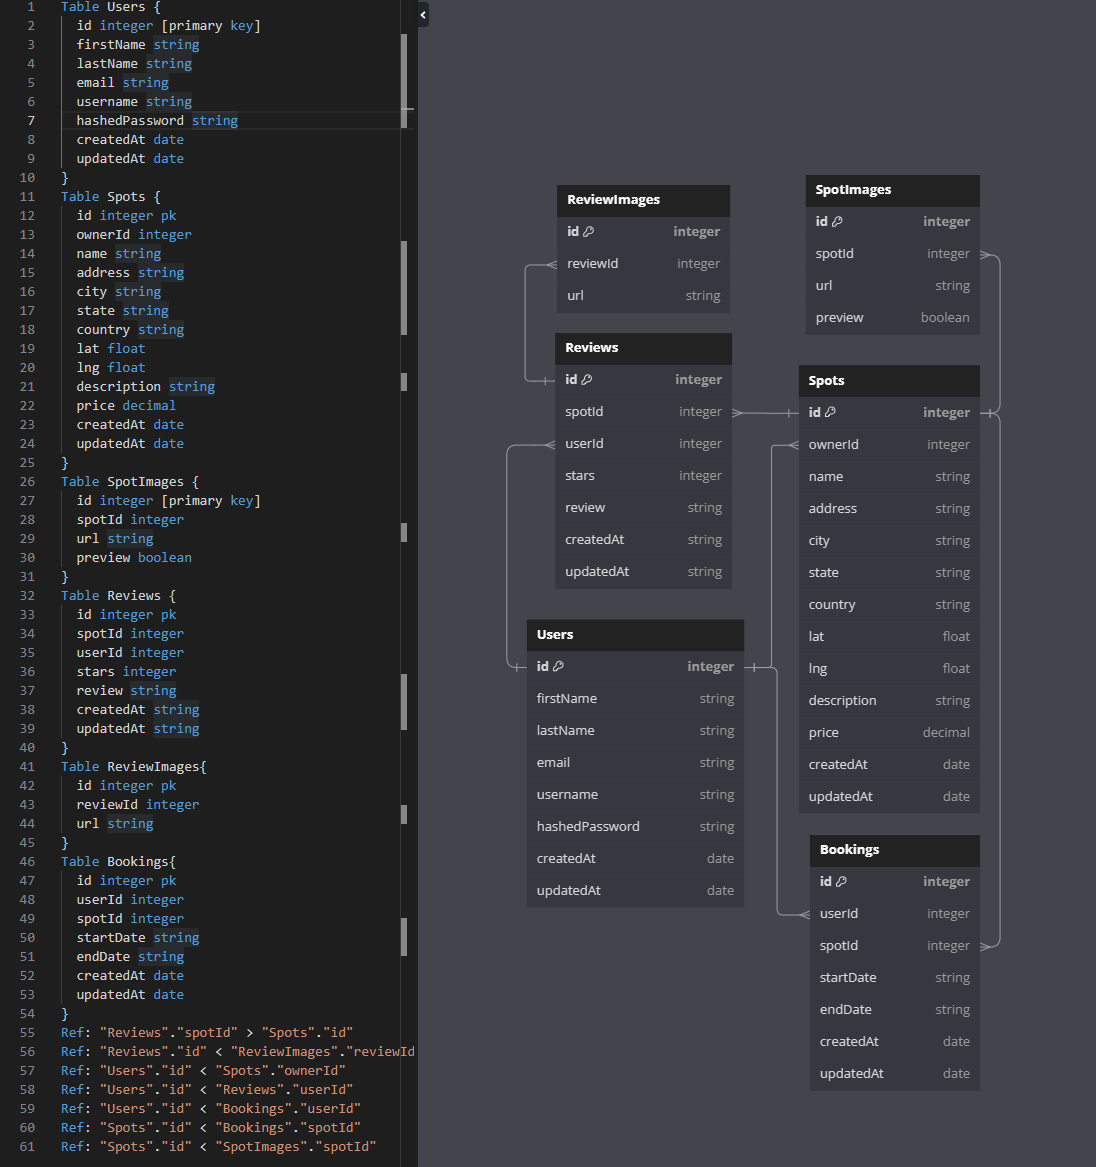 1 Table Users {
2 id integer [primary key]
3 firstName string
4 lastName string
5 email string
6 username string
7 hashedPassword string
8 createdAt date
9 updatedAt date
10 }
11 Table Spots {
12 id integer pk
13 ownerId integer
14 name string
15 address string
16 city string
17 state string
18 country string
19 lat float
20 lng float
21 description string
22 price decimal
23 createdAt date
24 updatedAt date
25 }
26 Table SpotImages {
27 id integer [primary key]
28 spotId integer
29 url string
30 preview boolean
31 }
32 Table Reviews {
33 id integer pk
34 spotId integer
35 userId integer
36 stars integer
37 review string
38 createdAt string
39 updatedAt string
40 }
41 Table ReviewImages{
42 id integer pk
43 reviewId integer
44 url string
45 }
46 Table Bookings{
47 id integer pk
48 userId integer
49 spotId integer
50 startDate string
51 endDate string
52 createdAt date
53 updatedAt date
54 }
55 Ref: "Reviews"."spotId" > "Spots"."id"
56 Ref: "Reviews"."id" < "ReviewImages"."reviewId
57 Ref: "Users"."id" < "Spots"."ownerId"
58 Ref: "Users"."id" < "Reviews"."userId"
59 Ref: "Users"."id" < "Bookings"."userId"
60 Ref: "Spots"."id" < "Bookings"."spotId"
61 Ref: "Spots"."id" < "SpotImages"."spotId"
ReviewImages
id integer
reviewId integer
url string
Reviews
id integer
spotId integer
userId integer
stars integer
review string
createdAt string
updatedAt string
Users
id integer
firstName string
lastName string
email string
username string
hashedPassword string
createdAt date
updatedAt date
SpotImages
id integer
spotId integer
url string
preview boolean
Spots
id integer
ownerId integer
name string
address string
city string
state string
country string
lat float
lng float
description string
price decimal
createdAt date
updatedAt date
Bookings
id integer
userId integer
spotId integer
startDate string
endDate string
createdAt date
updatedAt date